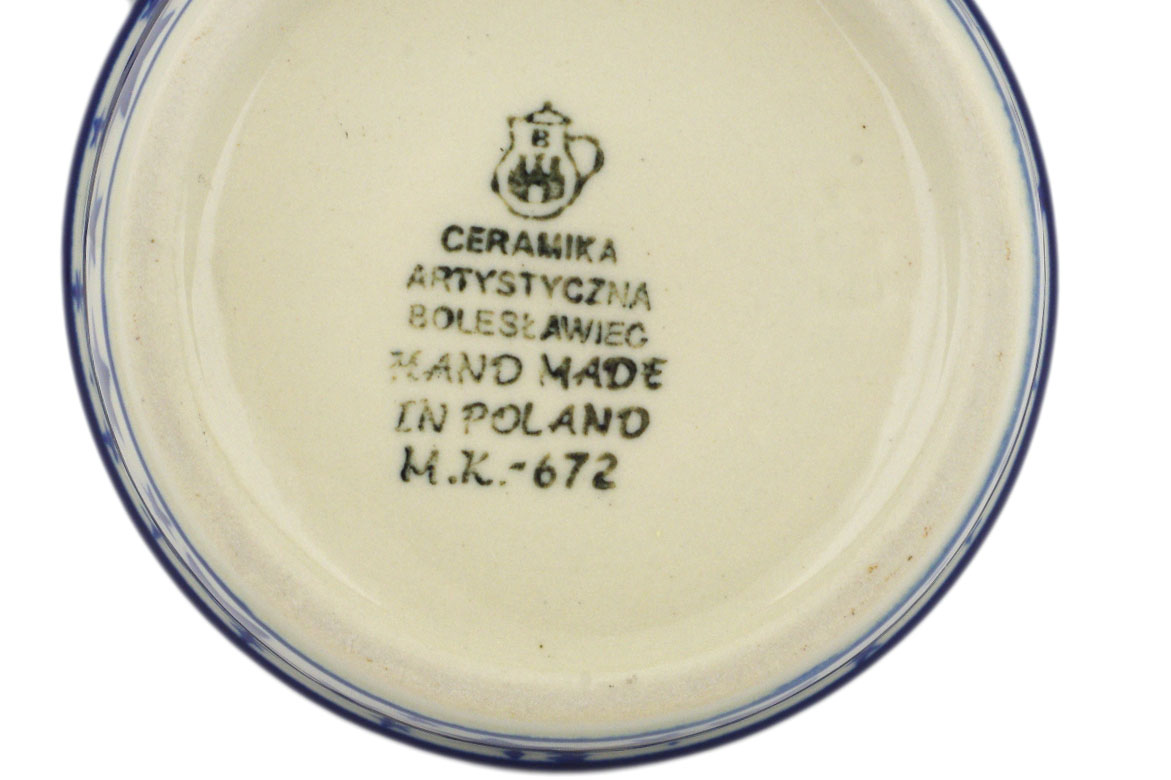 B
CERAMIKA
ARTYSTYCZNA
BOLESŁAWIEC
HAND MADE
IN POLAND
M.K.-672